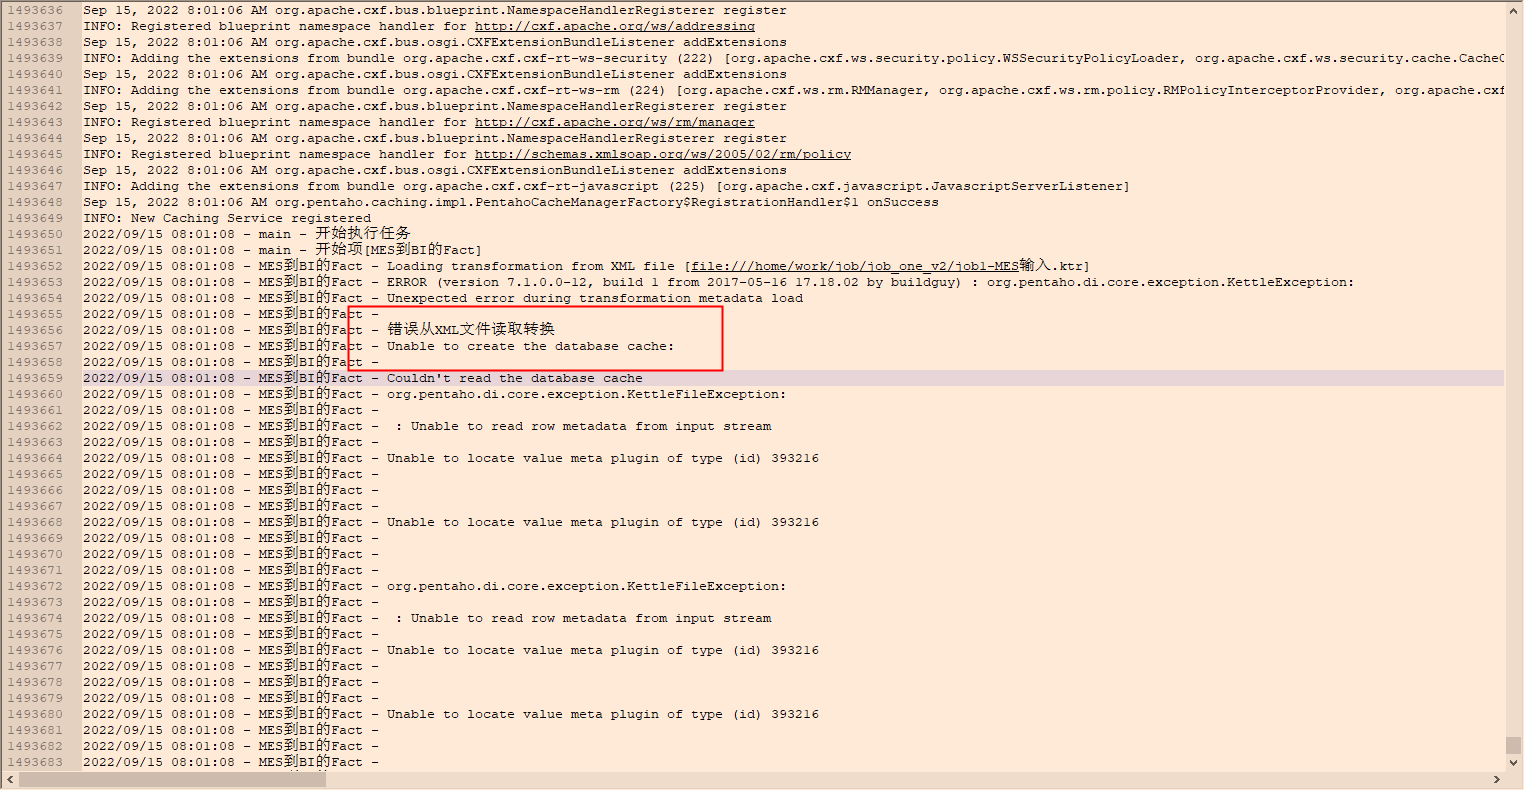 1493636 Sep 15, 2022 8:01:06 AM org.apache.cxf.bus.blueprint.NamespaceHandlerRegisterer register
1493637 INFO: Registered blueprint namespace handler for http://cxf.apache.org/ws/addressing
1493638 Sep 15, 2022 8:01:06 AM org.apache.cxf.bus.osgi.CXFExtensionBundleListener addExtensions
1493639 INFO: Adding the extensions from bundle org.apache.cxf.cxf-rt-ws-security (222) [org.apache.cxf.ws.security.policy.WSSecurityPolicyLoader, org.apache.cxf.ws.security.cache.Cache
1493640 Sep 15, 2022 8:01:06 AM org.apache.cxf.bus.osgi.CXFExtensionBundleListener addExtensions
1493641 INFO: Adding the extensions from bundle org.apache.cxf.cxf-rt-ws-rm (224) [org.apache.cxf.ws.rm.RMManager, org.apache.cxf.ws.rm.policy.RMPolicyInterceptorProvider, org.apache.cxf
1493642 Sep 15, 2022 8:01:06 AM org.apache.cxf.bus.blueprint.NamespaceHandlerRegisterer register
1493643 INFO: Registered blueprint namespace handler for http://cxf.apache.org/ws/rm/manager
1493644 Sep 15, 2022 8:01:06 AM org.apache.cxf.bus.blueprint.NamespaceHandlerRegisterer register
1493645 INFO: Registered blueprint namespace handler for http://schemas.xmlsoap.org/ws/2005/02/rm/policy
1493646 Sep 15, 2022 8:01:06 AM org.apache.cxf.bus.osgi.CXFExtensionBundleListener addExtensions
1493647 INFO: Adding the extensions from bundle org.apache.cxf.cxf-rt-javascript (225) [org.apache.cxf.javascript.JavascriptServerListener]
1493648 Sep 15, 2022 8:01:06 AM org.pentaho.caching.impl.PentahoCacheManagerFactory$RegistrationHandler$1 onSuccess
1493649 INFO: New Caching Service registered
1493650 2022/09/15 08:01:08 - main - 开始执行任务
1493651 2022/09/15 08:01:08 - main - 开始项[MES到BI的Fact]
1493652 2022/09/15 08:01:08 - MES到BI的Fact - Loading transformation from XML file [file:///home/work/job/job_one_v2/job1-MES输入.ktr]
1493653 2022/09/15 08:01:08 - MES到BI的Fact - ERROR (version 7.1.0.0-12, build 1 from 2017-05-16 17.18.02 by buildguy) : org.pentaho.di.core.exception.KettleException:
1493654 2022/09/15 08:01:08 - MES到BI的Fact - Unexpected error during transformation metadata load
1493655 2022/09/15 08:01:08 - MES到BI的Fact -
1493656 2022/09/15 08:01:08 - MES到BI的Fact - 错误从XML文件读取转换
1493657 2022/09/15 08:01:08 - MES到BI的Fact - Unable to create the database cache:
1493658 2022/09/15 08:01:08 - MES到BI的Fact -
1493659 2022/09/15 08:01:08 - MES到BI的Fact - Couldn't read the database cache
1493660 2022/09/15 08:01:08 - MES到BI的Fact - org.pentaho.di.core.exception.KettleFileException:
1493661 2022/09/15 08:01:08 - MES到BI的Fact -
1493662 2022/09/15 08:01:08 - MES到BI的Fact - : Unable to read row metadata from input stream
1493663 2022/09/15 08:01:08 - MES到BI的Fact -
1493664 2022/09/15 08:01:08 - MES到BI的Fact - Unable to locate value meta plugin of type (id) 393216
1493665 2022/09/15 08:01:08 - MES到BI的Fact -
1493666 2022/09/15 08:01:08 - MES到BI的Fact -
1493667 2022/09/15 08:01:08 - MES到BI的Fact -
1493668 2022/09/15 08:01:08 - MES到BI的Fact - Unable to locate value meta plugin of type (id) 393216
1493669 2022/09/15 08:01:08 - MES到BI的Fact -
1493670 2022/09/15 08:01:08 - MES到BI的Fact -
1493671 2022/09/15 08:01:08 - MES到BI的Fact -
1493672 2022/09/15 08:01:08 - MES到BI的Fact - org.pentaho.di.core.exception.KettleFileException:
1493673 2022/09/15 08:01:08 - MES到BI的Fact -
1493674 2022/09/15 08:01:08 - MES到BI的Fact - : Unable to read row metadata from input stream
1493675 2022/09/15 08:01:08 - MES到BI的Fact -
1493676 2022/09/15 08:01:08 - MES到BI的Fact - Unable to locate value meta plugin of type (id) 393216
1493677 2022/09/15 08:01:08 - MES到BI的Fact -
1493678 2022/09/15 08:01:08 - MES到BI的Fact -
1493679 2022/09/15 08:01:08 - MES到BI的Fact -
1493680 2022/09/15 08:01:08 - MES到BI的Fact - Unable to locate value meta plugin of type (id) 393216
1493681 2022/09/15 08:01:08 - MES到BI的Fact -
1493682 2022/09/15 08:01:08 - MES到BI的Fact -
1493683 2022/09/15 08:01:08 - MES到BI的Fact -